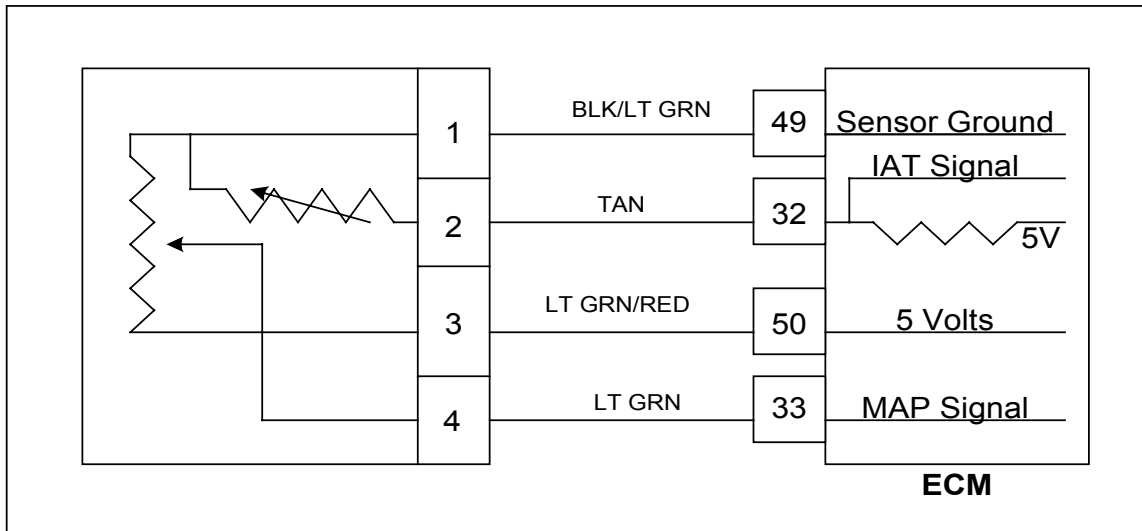 1
BLK/LT GRN
49
Sensor Ground
IAT Signal
2
TAN
32
5V
3
LT GRN/RED
50
5 Volts
4
LT GRN
33
MAP Signal
ECM